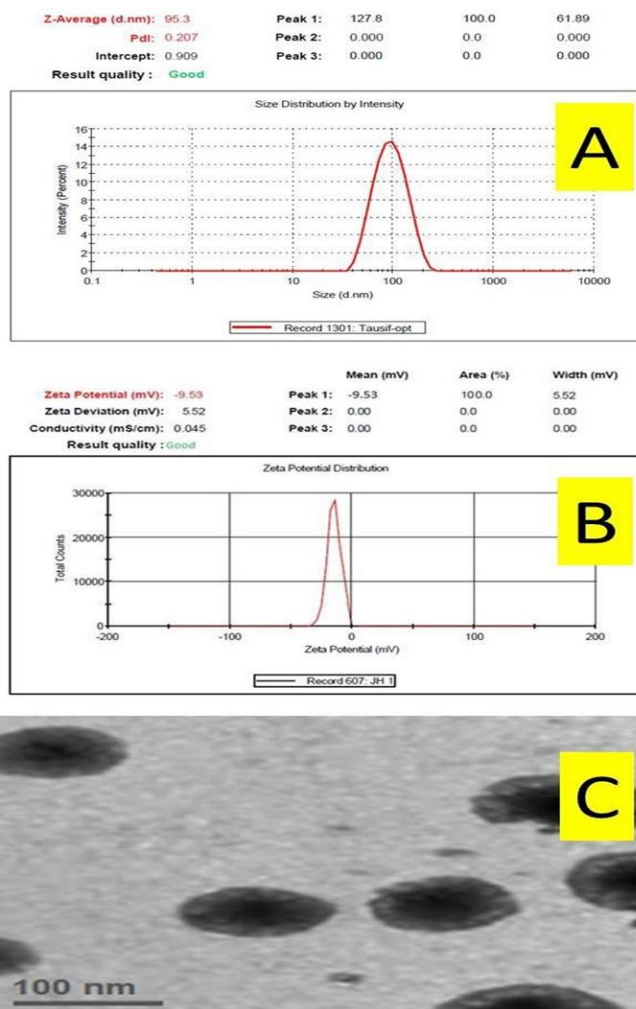 Z-Average (d.nm): 95.3 Peak 1: 127.8 100.0 61.89
PdI: 0.207 Peak 2: 0.000 0.0 0.000
Intercept: 0.909 Peak 3: 0.000 0.0 0.000
Result quality : Good
Size Distribution by Intensity
A
Intensity (Percent)
16
14
12
10
8
6
4
2
0
0.1 1 10 100 1000 10000
Size (d.nm)
Record 1301: Tausif-opt
Mean (mV) Area (%) Width (mV)
Zeta Potential (mV): -9.53 Peak 1: -9.53 100.0 5.52
Zeta Deviation (mV): 5.52 Peak 2: 0.00 0.0 0.00
Conductivity (mS/cm): 0.045 Peak 3: 0.00 0.0 0.00
Result quality : Good
Zeta Potential Distribution
B
Total Counts
30000
20000
10000
0
-200 -100 0 100 200
Zeta Potential (mV)
Record 607: JH 1
C
100 nm